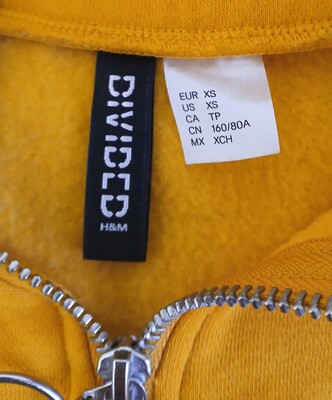 DIVIDED
H&M
EUR XS
US XS
CA TP
CN 160/80A
MX XCH